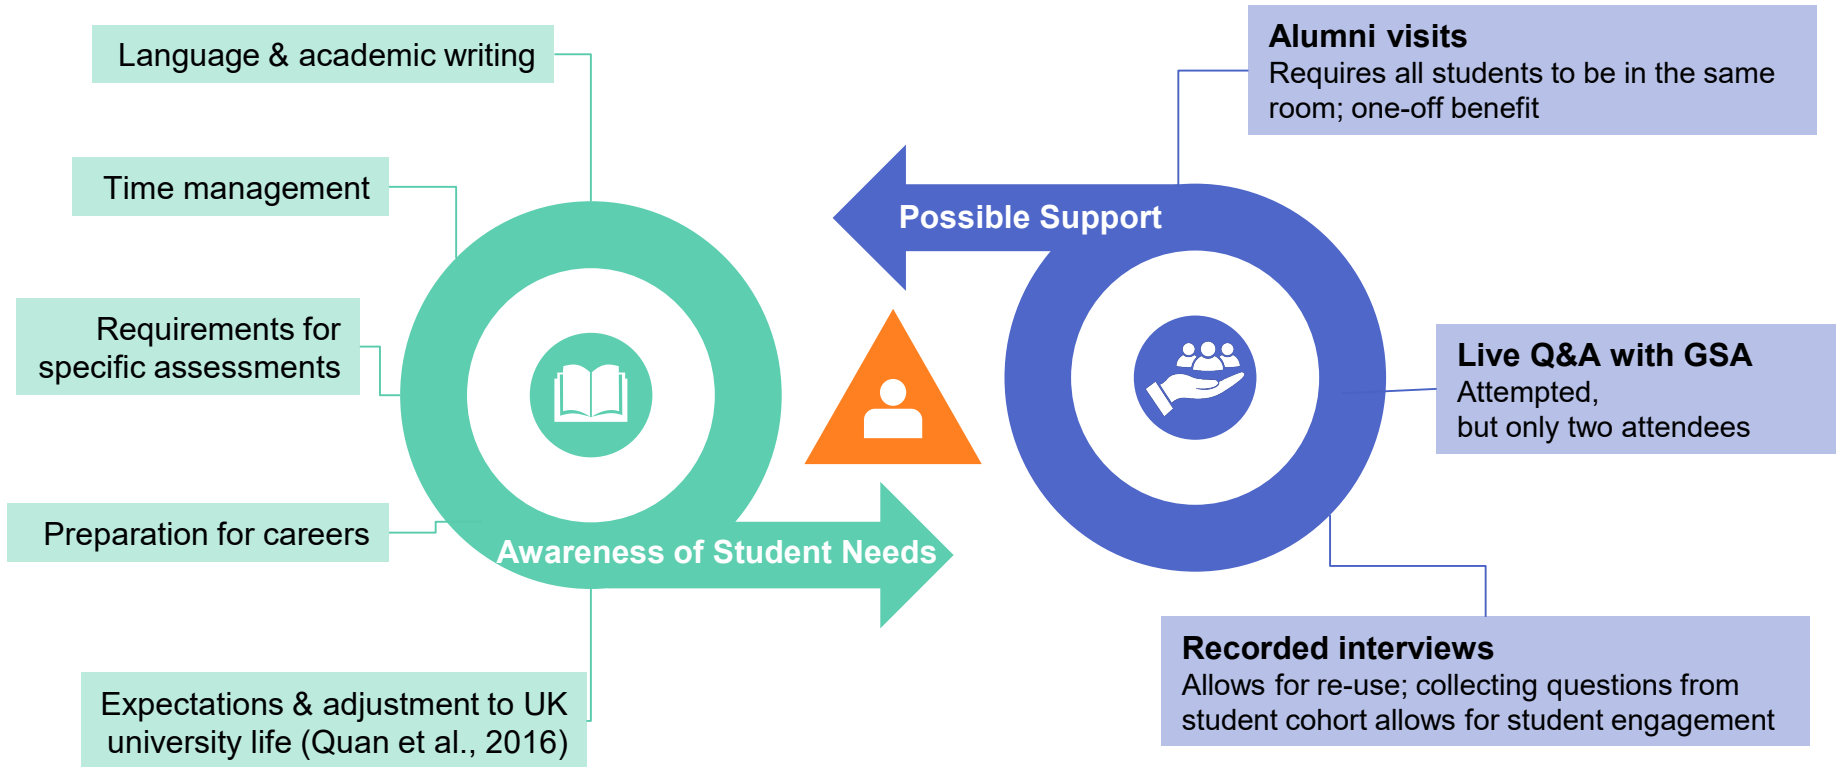 Language & academic writing
Time management
Requirements for
specific assessments
Preparation for careers
Expectations & adjustment to UK
university life (Quan et al., 2016)
Awareness of Student Needs
Possible Support
Alumni visits
Requires all students to be in the same
room; one-off benefit
Live Q&A with GSA
Attempted,
but only two attendees
Recorded interviews
Allows for re-use; collecting questions from
student cohort allows for student engagement